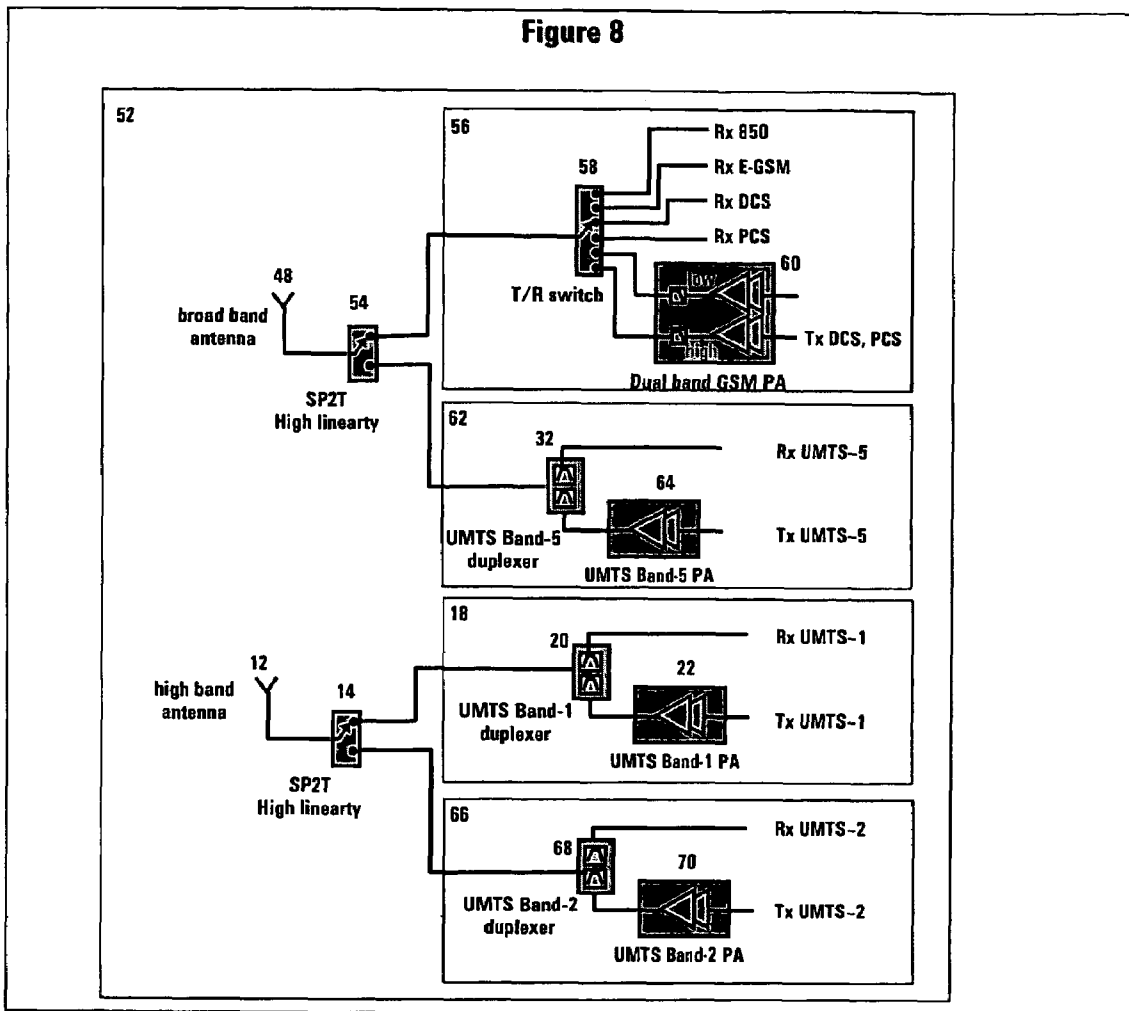 Figure 8
52
56
Rx 850
58
Rx E-GSM
Rx DCS
Rx PCS
60
low
48
T/R switch
54
broad band
antenna
Tx DCS, PCS
high
Dual band GSM PA
SP2T
High linearty
62
32
Rx UMTS~5
64
Tx UMTS~5
UMTS Band-5
duplexer
UMTS Band-5 PA
18
20
Rx UMTS~1
12
22
high band
antenna
14
UMTS Band-1
duplexer
Tx UMTS~1
UMTS Band-1 PA
SP2T
High linearty
66
Rx UMTS~2
68
70
UMTS Band-2
duplexer
Tx UMTS~2
UMTS Band-2 PA